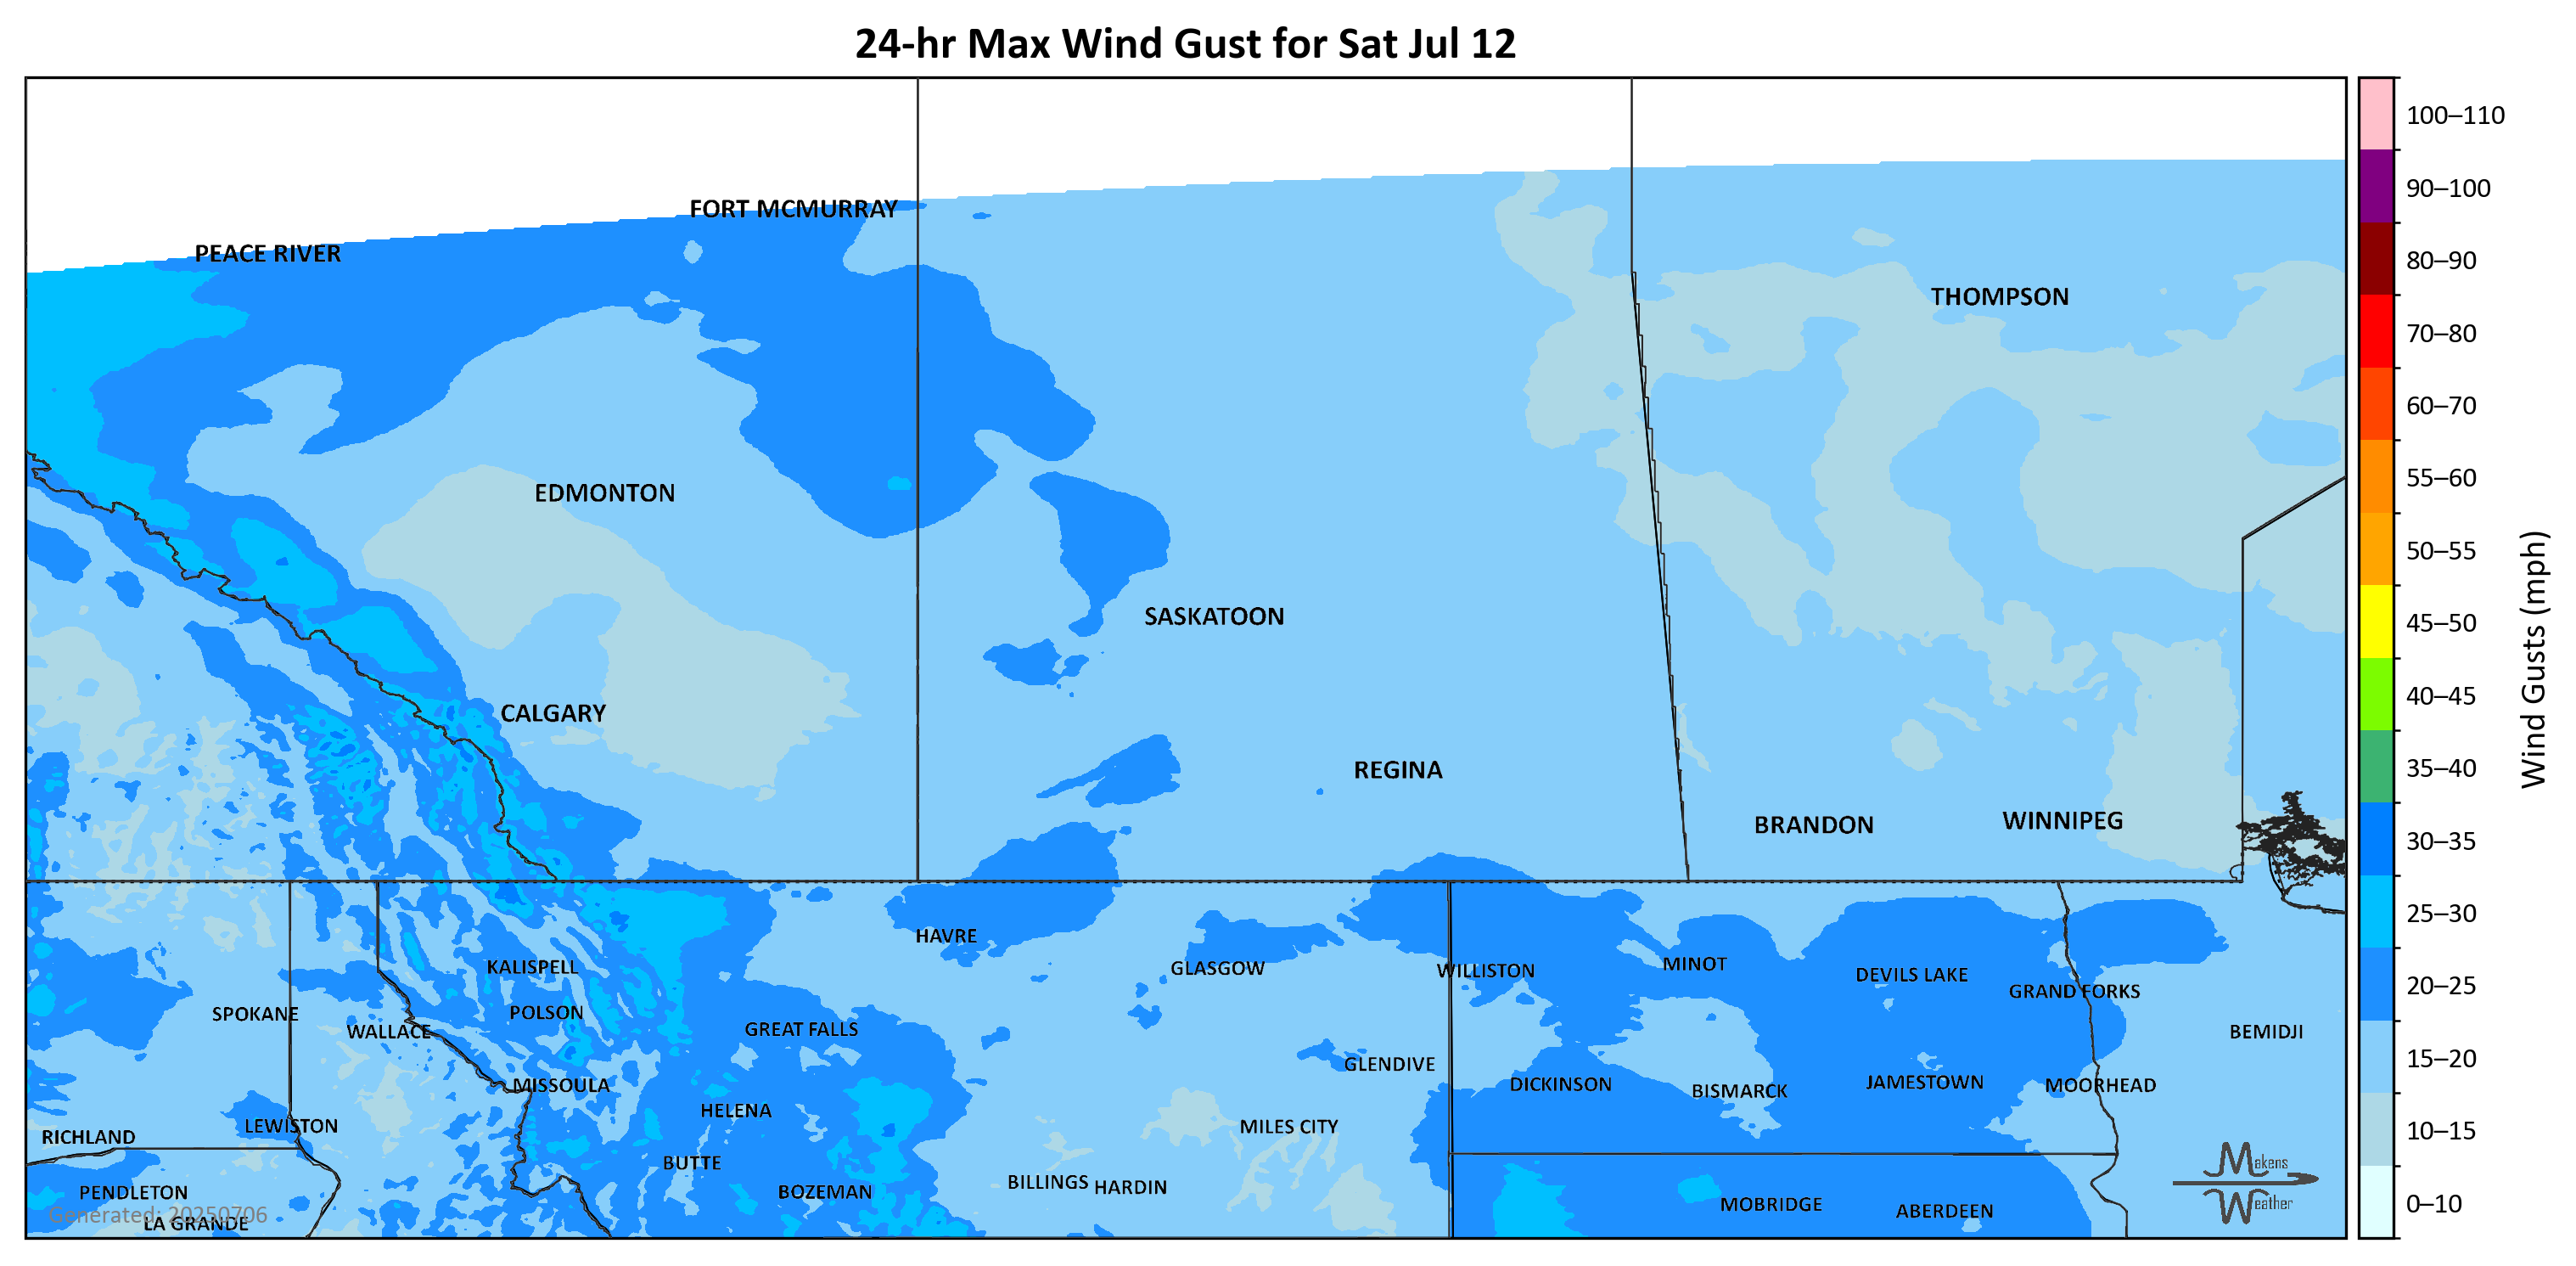 24-hr Max Wind Gust for Sat Jul 12
100–110
90–100
80–90
70–80
60–70
55–60
50–55
45–50
40–45
35–40
30–35
25–30
20–25
15–20
10–15
0–10
Wind Gusts (mph)
FORT MCMURRAY
PEACE RIVER
THOMPSON
EDMONTON
SASKATOON
CALGARY
REGINA
BRANDON
WINNIPEG
HAVRE
KALISPELL
GLASGOW
WILLISTON
MINOT
DEVILS LAKE
GRAND FORKS
SPOKANE
POLSON
WALLACE
GREAT FALLS
BEMIDJI
GLENDIVE
MISSOULA
DICKINSON
BISMARCK
JAMESTOWN
MOORHEAD
HELENA
LEWISTON
MILES CITY
RICHLAND
BUTTE
PENDLETON
BOZEMAN
BILLINGS
HARDIN
MOBRIDGE
ABERDEEN
LA GRANDE
Generated: 20250706
Makens
Weather